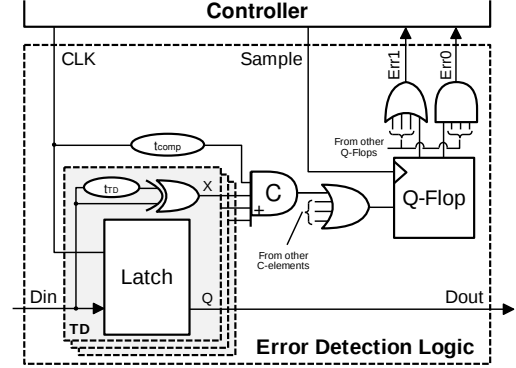 Controller
CLK
Sample
Err1
Err0
tcomp
From other
Q-Flops
tTD
X
C
+
Q-Flop
From other
C-elements
Latch
Din
Q
Dout
TD
Error Detection Logic